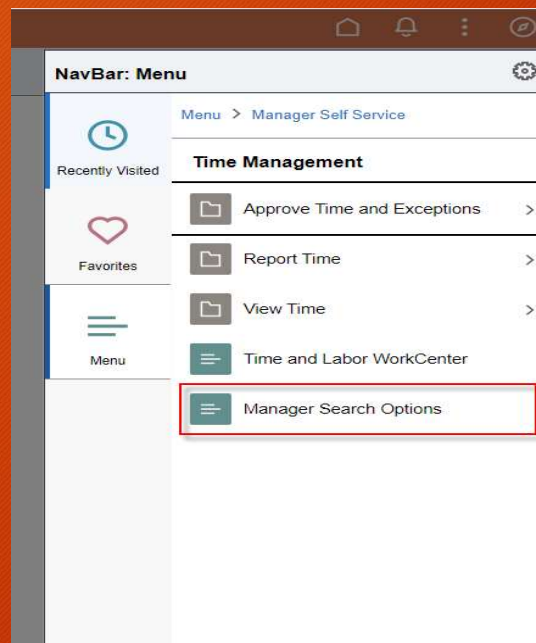 NavBar: Menu
Recently Visited
Favorites
Menu
Menu > Manager Self Service
Time Management
Approve Time and Exceptions >
Report Time >
View Time >
Time and Labor WorkCenter
Manager Search Options